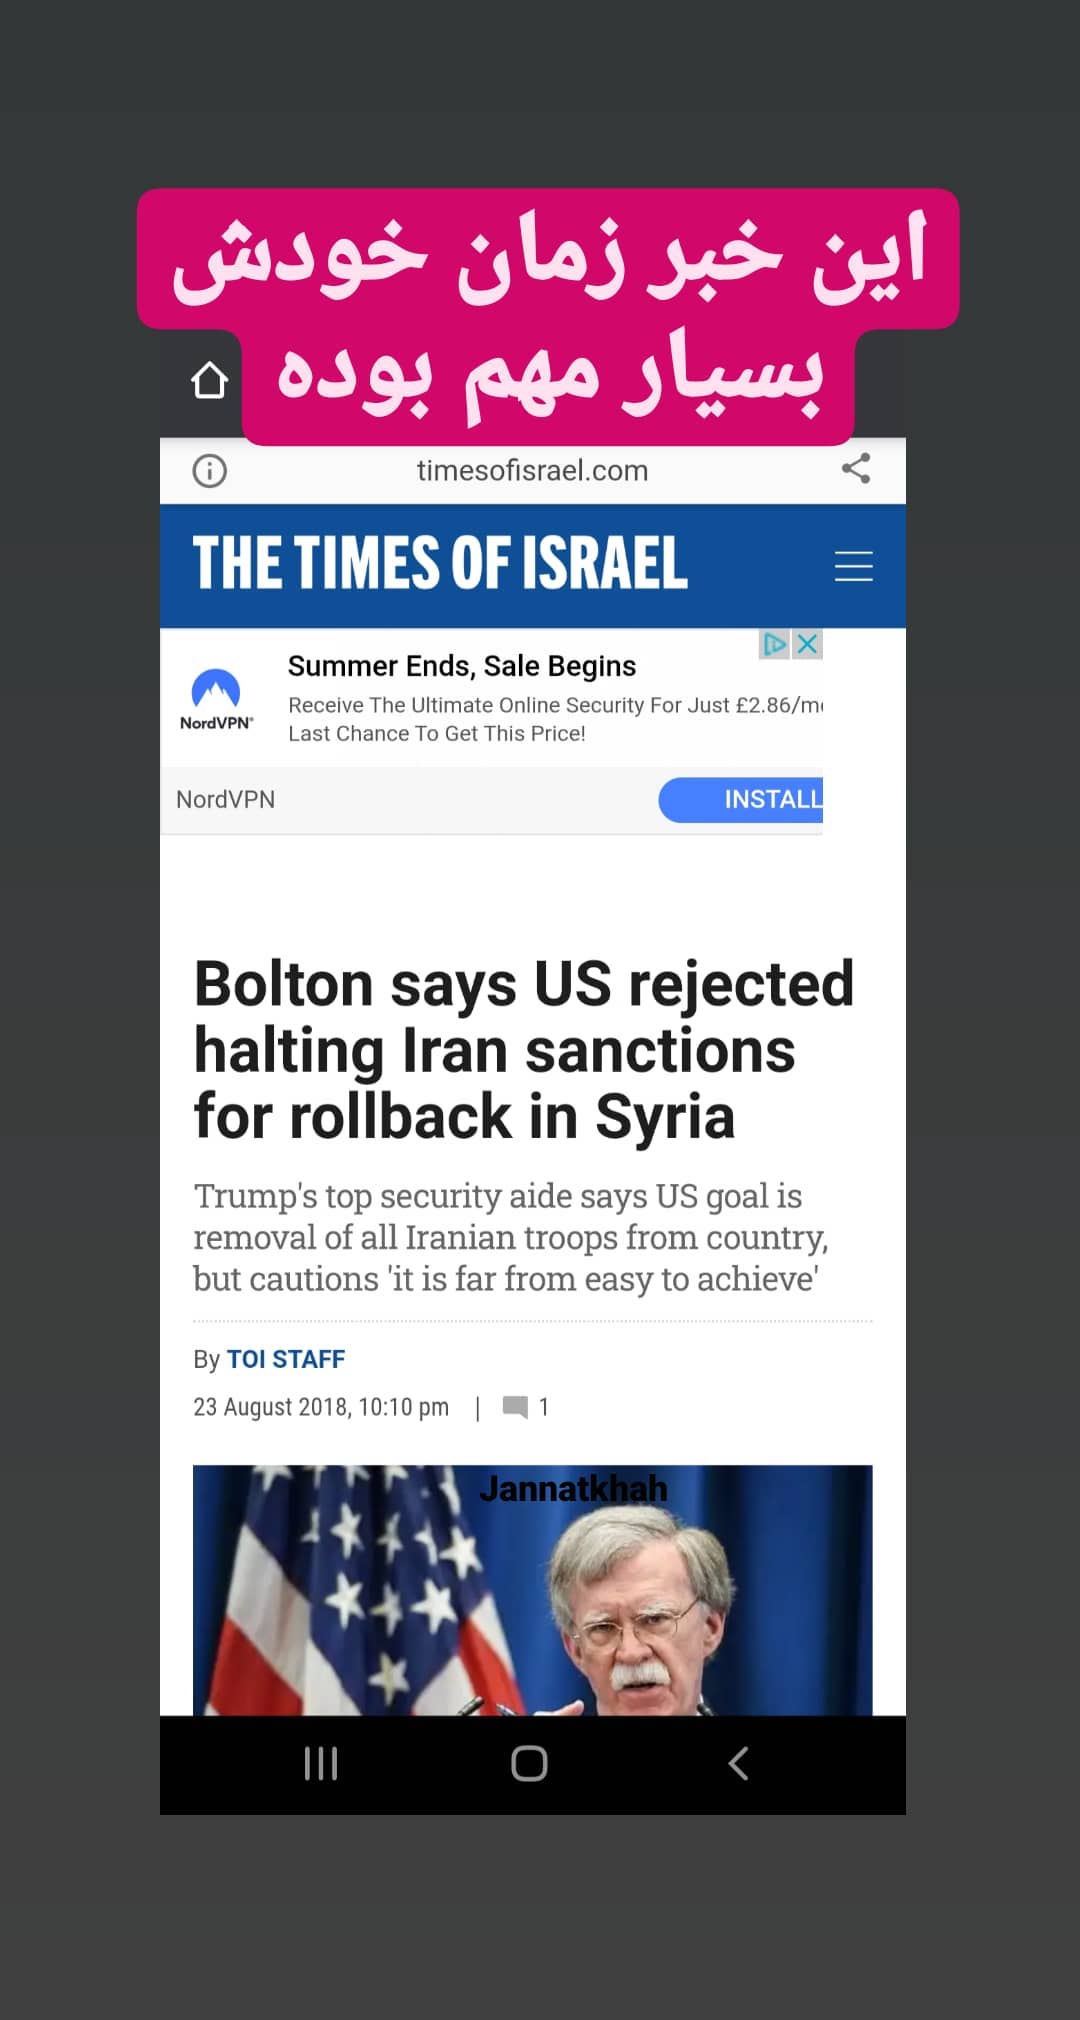 این خبر زمان خودش
بسیار مهم بوده
timesofisrael.com
THE TIMES OF ISRAEL
Summer Ends, Sale Begins
Receive The Ultimate Online Security For Just £2.86/m
Last Chance To Get This Price!
NordVPN®
NordVPN
INSTALL
Bolton says US rejected
halting Iran sanctions
for rollback in Syria
Trump's top security aide says US goal is
removal of all Iranian troops from country,
but cautions 'it is far from easy to achieve'
By TOI STAFF
23 August 2018, 10:10 pm | 1
Jannatkhah